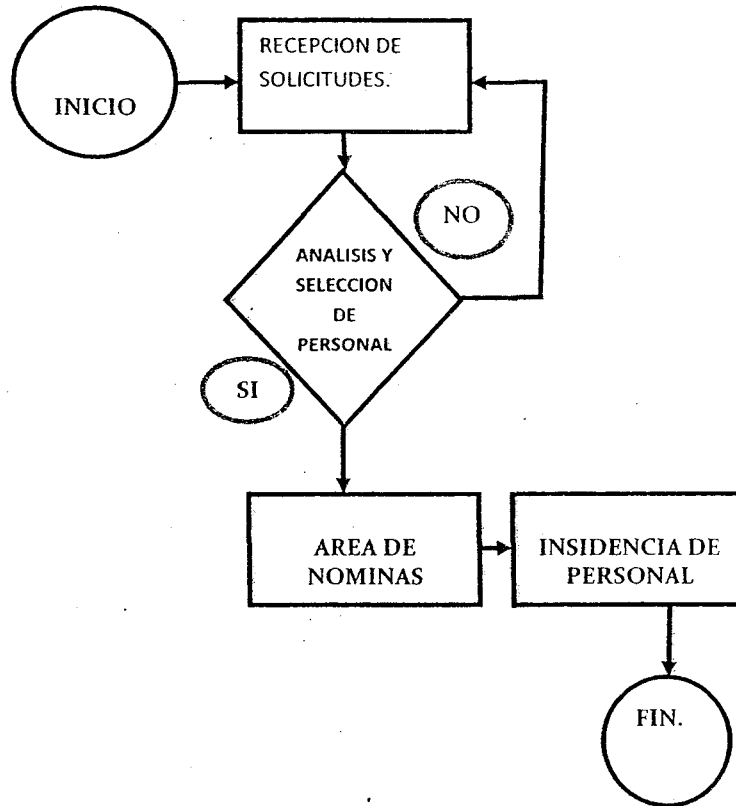 INICIO
RECEPCION DE
SOLICITUDES.
NO
ANALISIS Y
SELECCION
DE
PERSONAL
SI
AREA DE
NOMINAS
INSIDENCIA DE
PERSONAL
FIN.